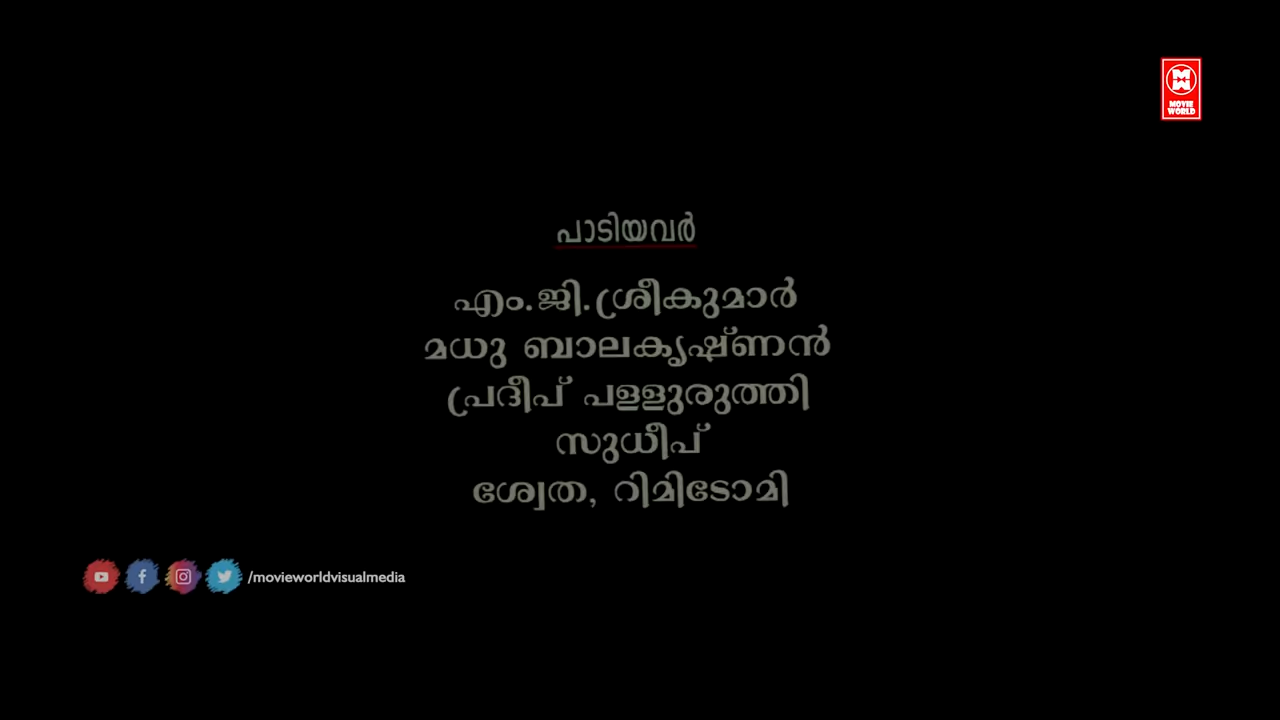 MOVIE
WORLD
പാടിയവർ
എം.ജി.ശ്രീകുമാർ
മധു ബാലകൃഷ്ണൻ
പ്രദീപ് പള്ളുരുത്തി
സുധീപ്
ശ്വേത, റിമിടോമി
/movieworldvisualmedia